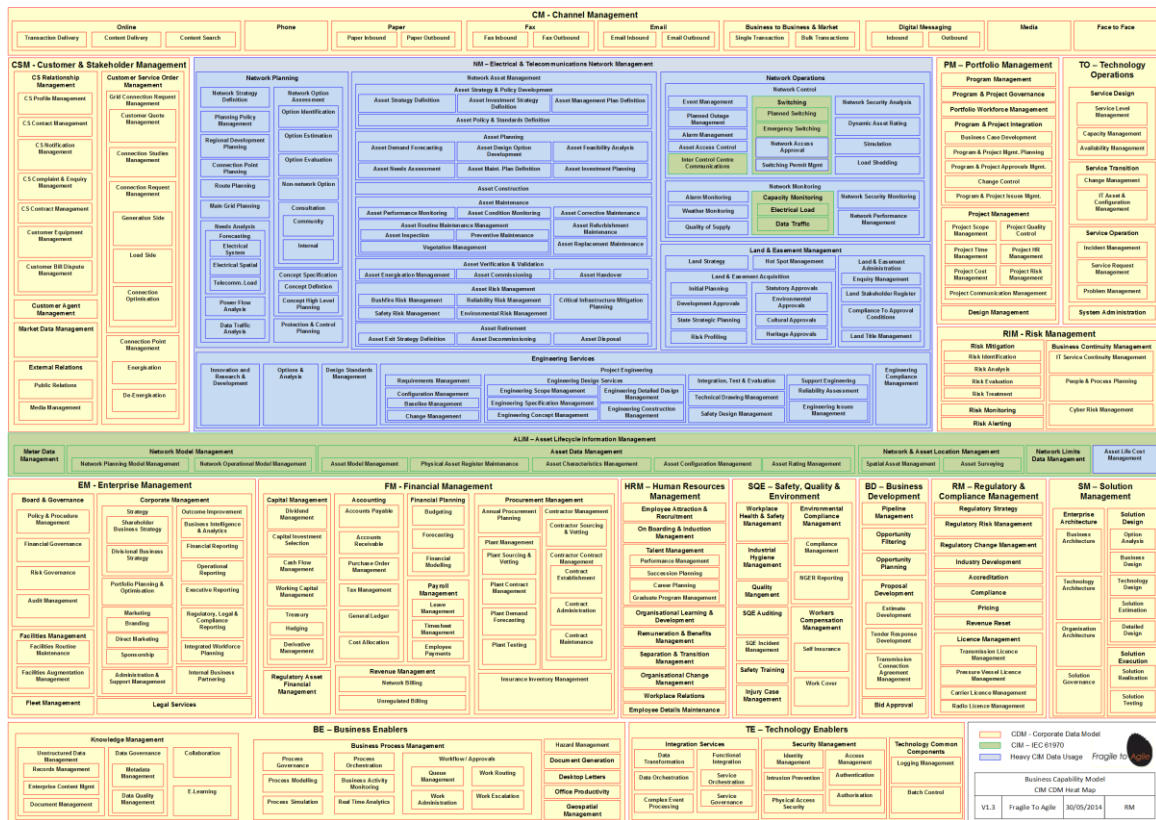 CM - Channel Management
Online
Transaction Delivery
Content Delivery
Content Search
Phone
Paper
Paper Inbound
Paper Outbound
Fax
Fax Inbound
Fax Outbound
Email
Email Inbound
Email Outbound
Business to Business & Market
Single Transaction
Bulk Transactions
Digital Messaging
Inbound
Outbound
Media
Face to Face
CSM - Customer & Stakeholder Management
CS Relationship
Management
CS Profile Management
CS Contact Management
CS Notification
Management
CS Complaint & Enquiry
Management
CS Contract Management
Customer Equipment
Management
Customer Bill Dispute
Management
Customer Agent
Management
Market Data Management
External Relations
Public Relations
Media Management
Customer Service Order
Management
Grid Connection Request
Management
Customer Quote
Management
Connection Studies
Management
Connection Request
Management
Generation Side
Load Side
Connection
Optimisation
Connection Point
Management
Energisation
De-Energisation
NM – Electrical & Telecommunications Network Management
Network Planning
Network Strategy
Definition
Planning Policy
Management
Regional Development
Planning
Connection Point
Planning
Route Planning
Main Grid Planning
Needs Analysis
Forecasting
Electrical
System
Electrical Spatial
Telecomm. Load
Power Flow
Analysis
Data Traffic
Analysis
Network Option
Assessment
Option Identification
Option Estimation
Option Evaluation
Non-network Option
Consultation
Community
Internal
Concept Specification
Concept Definition
Concept High Level
Planning
Protection & Control
Planning
Network Asset Management
Asset Strategy & Policy Development
Asset Strategy Definition
Asset Investment Strategy
Definition
Asset Management Plan Definition
Asset Policy & Standards Definition
Asset Planning
Asset Demand Forecasting
Asset Design Option
Development
Asset Feasibility Analysis
Asset Needs Assessment
Asset Maint. Plan Definition
Asset Investment Planning
Asset Construction
Asset Maintenance
Asset Performance Monitoring
Asset Condition Monitoring
Asset Corrective Maintenance
Asset Routine Maintenance Management
Asset Inspection
Preventive Maintenance
Vegetation Management
Asset Refurbishment
Maintenance
Asset Replacement Maintenance
Asset Verification & Validation
Asset Energisation Management
Asset Commissioning
Asset Handover
Asset Risk Management
Bushfire Risk Management
Reliability Risk Management
Critical Infrastructure Mitigation
Planning
Safety Risk Management
Environmental Risk Management
Asset Retirement
Asset Exit Strategy Definition
Asset Decommissioning
Asset Disposal
Network Operations
Network Control
Event Management
Planned Outage
Management
Alarm Management
Asset Access Control
Inter Control Centre
Communications
Switching
Planned Switching
Emergency Switching
Network Access
Approval
Switching Permit Mgmt
Network Security Analysis
Dynamic Asset Rating
Simulation
Load Shedding
Network Monitoring
Alarm Monitoring
Weather Monitoring
Quality of Supply
Capacity Monitoring
Electrical Load
Data Traffic
Network Security Monitoring
Network Performance
Management
Land & Easement Management
Land Strategy
Hot Spot Management
Land & Easement Acquisition
Initial Planning
Development Approvals
State Strategic Planning
Risk Profiling
Statutory Approvals
Environmental
Approvals
Cultural Approvals
Heritage Approvals
Land & Easement
Administration
Enquiry Management
Land Stakeholder Register
Compliance To Approval
Conditions
Land Title Management
Engineering Services
Innovation and
Research &
Development
Options &
Analysis
Design Standards
Management
Project Engineering
Requirements Management
Configuration Management
Baseline Management
Change Management
Engineering Design Services
Engineering Scope Management
Engineering Specification Management
Engineering Concept Management
Engineering Detailed Design
Management
Engineering Construction
Management
Integration, Test & Evaluation
Technical Drawing Management
Safety Design Management
Support Engineering
Reliability Assessment
Engineering Issues
Management
Engineering
Compliance
Management
PM – Portfolio Management
Program Management
Program & Project Governance
Portfolio Workforce Management
Program & Project Integration
Business Case Development
Program & Project Mgmt. Planning
Program & Project Approvals Mgmt.
Change Control
Program & Project Issues Mgmt.
Project Management
Project Scope
Management
Project Quality
Control
Project Time
Management
Project HR
Management
Project Cost
Management
Project Risk
Management
Project Communication Management
Design Management
TO – Technology
Operations
Service Design
Service Level
Management
Capacity Management
Availability Management
Service Transition
Change Management
IT Asset &
Configuration
Management
Service Operation
Incident Management
Service Request
Management
Problem Management
System Administration
RIM - Risk Management
Risk Mitigation
Risk Identification
Risk Analysis
Risk Evaluation
Risk Treatment
Risk Monitoring
Risk Alerting
Business Continuity Management
IT Service Continuity Management
People & Process Planning
Cyber Risk Management
ALIM – Asset Lifecycle Information Management
Meter Data
Management
Network Model Management
Network Planning Model Management
Network Operational Model Management
Asset Data Management
Asset Model Management
Physical Asset Register Maintenance
Asset Characteristics Management
Asset Configuration Management
Asset Rating Management
Network & Asset Location Management
Spatial Asset Management
Asset Surveying
Network Limits
Data Management
Asset Life Cost
Management
EM - Enterprise Management
Board & Governance
Policy & Procedure
Management
Financial Governance
Risk Governance
Audit Management
Facilities Management
Facilities Routine
Maintenance
Facilities Augmentation
Management
Fleet Management
Corporate Management
Strategy
Shareholder
Business Strategy
Divisional Business
Strategy
Portfolio Planning &
Optimisation
Marketing
Branding
Direct Marketing
Sponsorship
Administration &
Support Management
Outcome Improvement
Business Intelligence
& Analytics
Financial Reporting
Operational
Reporting
Executive Reporting
Regulatory, Legal &
Compliance
Reporting
Integrated Workforce
Planning
Internal Business
Partnering
Legal Services
FM - Financial Management
Capital Management
Dividend
Management
Capital Investment
Selection
Cash Flow
Management
Working Capital
Management
Treasury
Hedging
Derivative
Management
Regulatory Asset
Financial Management
Accounting
Accounts Payable
Accounts
Receivable
Purchase Order
Management
Tax Management
General Ledger
Cost Allocation
Financial Planning
Budgeting
Forecasting
Financial
Modelling
Payroll
Management
Leave
Management
Timesheet
Management
Employee
Payments
Revenue Management
Network Billing
Unregulated Billing
Procurement Management
Annual Procurement
Planning
Plant Management
Plant Sourcing &
Vetting
Plant Contract
Management
Plant Demand
Forecasting
Plant Testing
Contractor Management
Contractor Sourcing
& Vetting
Contractor Contract
Management
Contract
Establishment
Contract
Administration
Contract
Maintenance
Insurance Inventory Management
HRM – Human Resources
Management
Employee Attraction &
Recruitment
On Boarding & Induction
Management
Talent Management
Performance Management
Succession Planning
Career Planning
Graduate Program Management
Organisational Learning &
Development
Remuneration & Benefits
Management
Separation & Transition
Management
Organisational Change
Management
Workplace Relations
Employee Details Maintenance
SQE – Safety, Quality &
Environment
Workplace
Health & Safety
Management
Industrial
Hygiene
Management
Quality
Management
SQE Auditing
SQE Incident
Management
Safety Training
Injury Case
Management
Environmental
Compliance
Management
Compliance
Management
NGER Reporting
Workers
Compensation
Management
Self Insurance
Work Cover
BD – Business
Development
Pipeline
Management
Opportunity
Filtering
Opportunity
Planning
Proposal
Development
Estimate
Development
Tender Response
Development
Transmission
Connection
Agreement
Management
Bid Approval
RM – Regulatory &
Compliance Management
Regulatory Strategy
Regulatory Risk Management
Regulatory Change Management
Industry Development
Accreditation
Compliance
Pricing
Revenue Reset
Licence Management
Transmission Licence
Management
Pressure Vessel Licence
Management
Carrier Licence Management
Radio Licence Management
SM – Solution
Management
Enterprise
Architecture
Business
Architecture
Technology
Architecture
Organisation
Architecture
Solution
Governance
Solution
Design
Option
Analysis
Business
Design
Technology
Design
Solution
Estimation
Detailed
Design
Solution
Execution
Solution
Realisation
Solution
Testing
BE – Business Enablers
Knowledge Management
Unstructured Data
Management
Records Management
Enterprise Content Mgmt
Document Management
Data Governance
Metadata
Management
Data Quality
Management
Collaboration
E-Learning
Business Process Management
Process
Governance
Process Modelling
Process Simulation
Process
Orchestration
Business Activity
Monitoring
Real Time Analytics
Workflow / Approvals
Queue
Management
Work
Administration
Work Routing
Work Escalation
Hazard Management
Document Generation
Desktop Letters
Office Productivity
Geospatial
Management
TE – Technology Enablers
Integration Services
Data
Transformation
Data Orchestration
Complex Event
Processing
Functional
Integration
Service
Orchestration
Service
Governance
Security Management
Identity
Management
Intrusion Prevention
Physical Access
Security
Access
Management
Authentication
Authorisation
Technology Common
Components
Logging Management
Batch Control
CDM - Corporate Data Model
CIM – IEC 61970
Heavy CIM Data Usage
Fragile to Agile
Business Capability Model
CIM CDM Heat Map
V1.3
Fragile To Agile
30/05/2014
RM